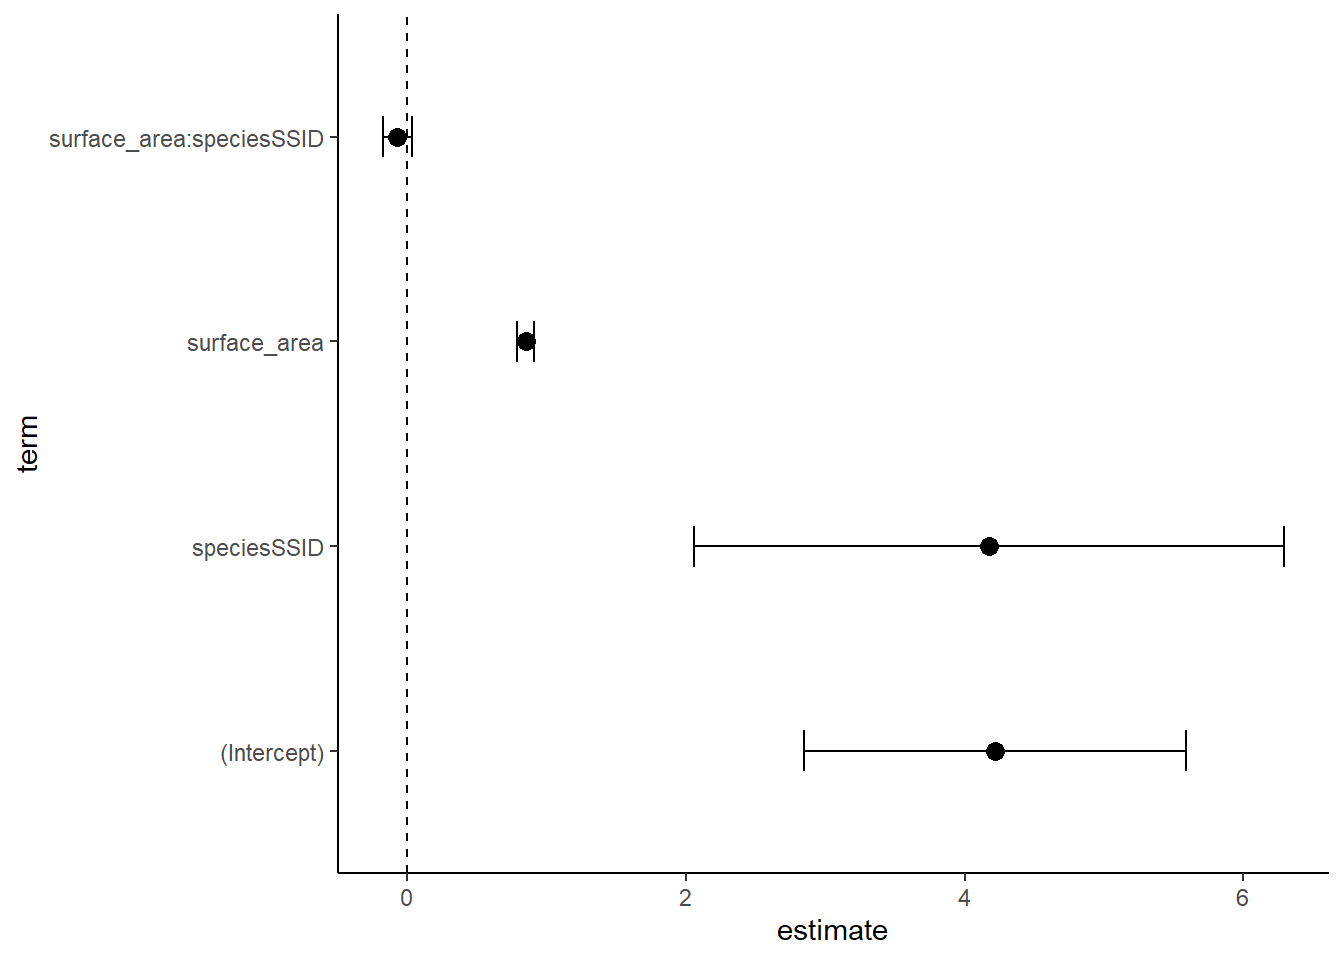 surface_area:speciesSSID
surface_area
term
speciesSSID
(Intercept)
0 2 4 6
estimate